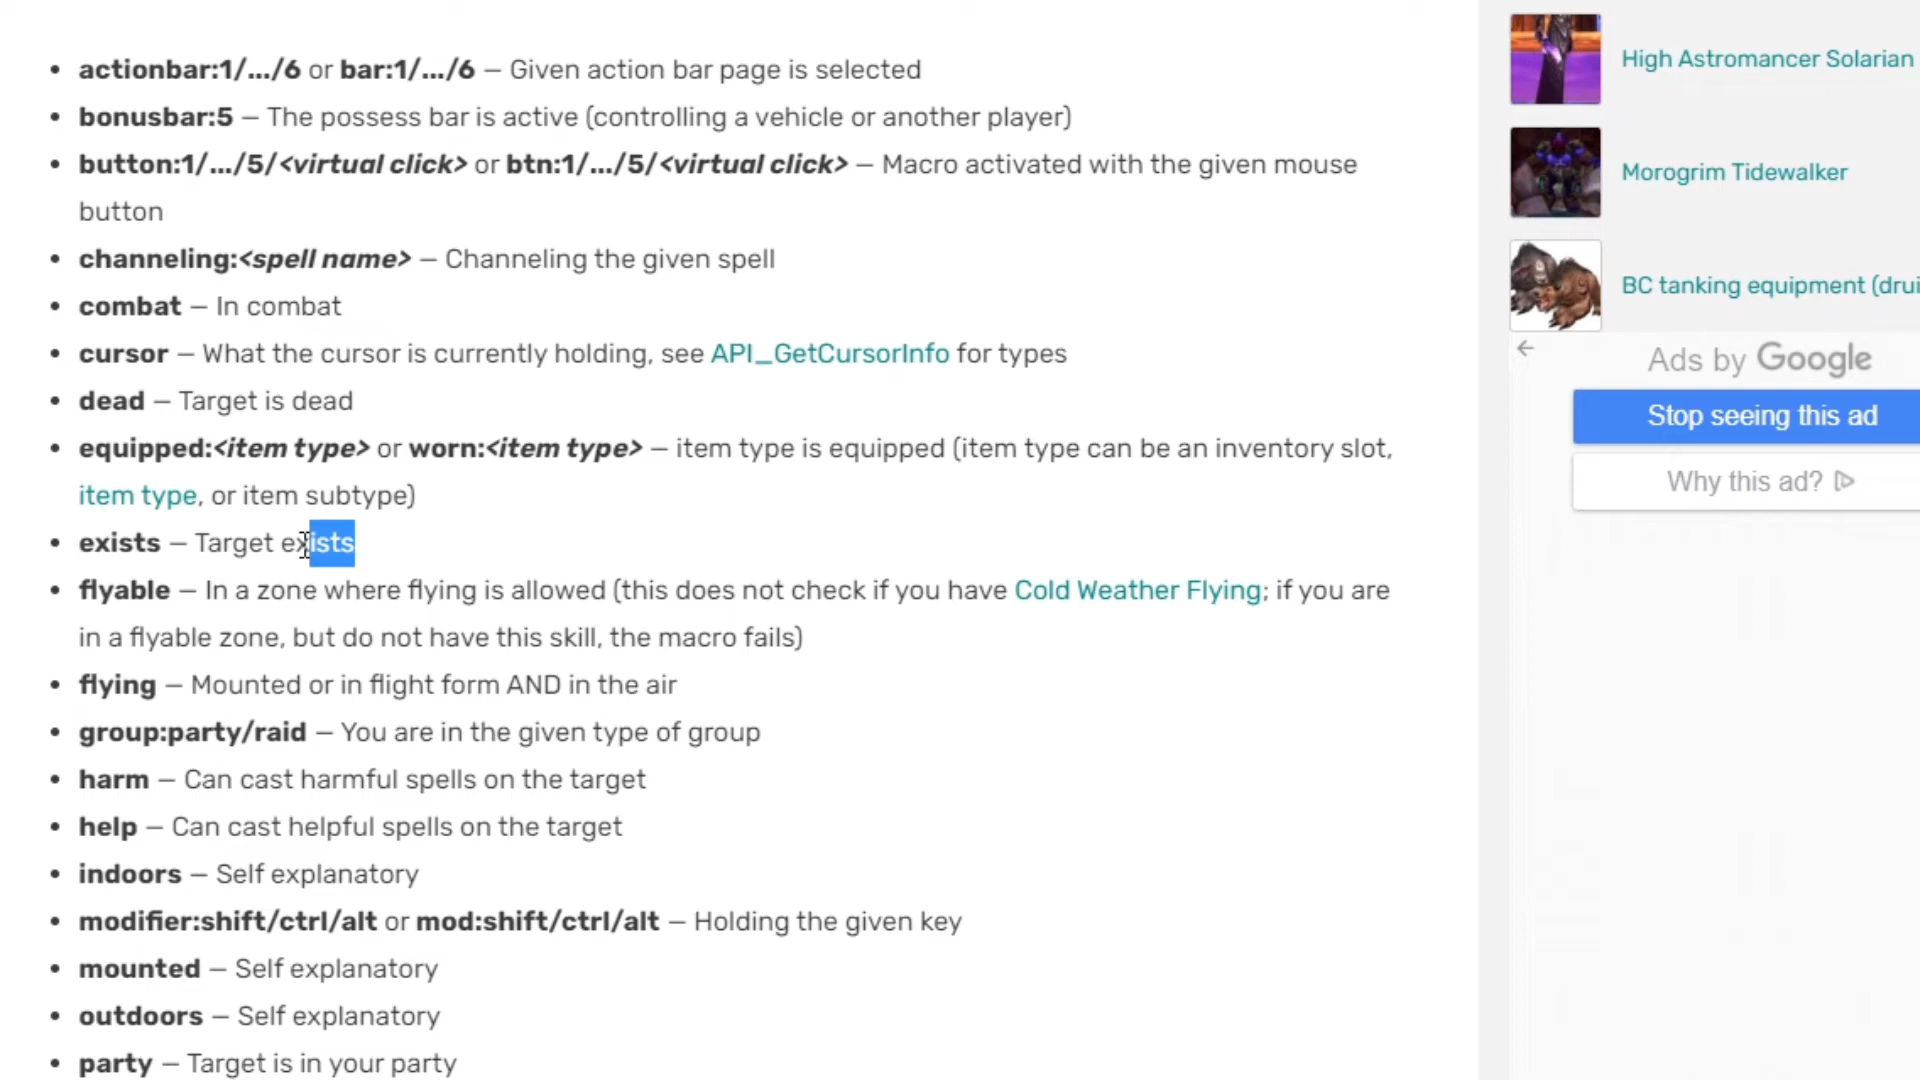 actionbar:1/.../6 or bar:1/.../6 — Given action bar page is selected
bonusbar:5 — The possess bar is active (controlling a vehicle or another player)
button:1/.../5/<virtual click> or btn:1/.../5/<virtual click> — Macro activated with the given mouse
button
channeling:<spell name> — Channeling the given spell
combat — In combat
cursor — What the cursor is currently holding, see API_GetCursorInfo for types
dead — Target is dead
equipped:<item type> or worn:<item type> — item type is equipped (item type can be an inventory slot,
item type, or item subtype)
exists — Target exists
flyable — In a zone where flying is allowed (this does not check if you have Cold Weather Flying; if you are
in a flyable zone, but do not have this skill, the macro fails)
flying — Mounted or in flight form AND in the air
group:party/raid — You are in the given type of group
harm — Can cast harmful spells on the target
help — Can cast helpful spells on the target
indoors — Self explanatory
modifier:shift/ctrl/alt or mod:shift/ctrl/alt — Holding the given key
mounted — Self explanatory
outdoors — Self explanatory
party — Target is in your party
High Astromancer Solarian
Morogrim Tidewalker
BC tanking equipment (drui
Ads by Google
Stop seeing this ad
Why this ad?